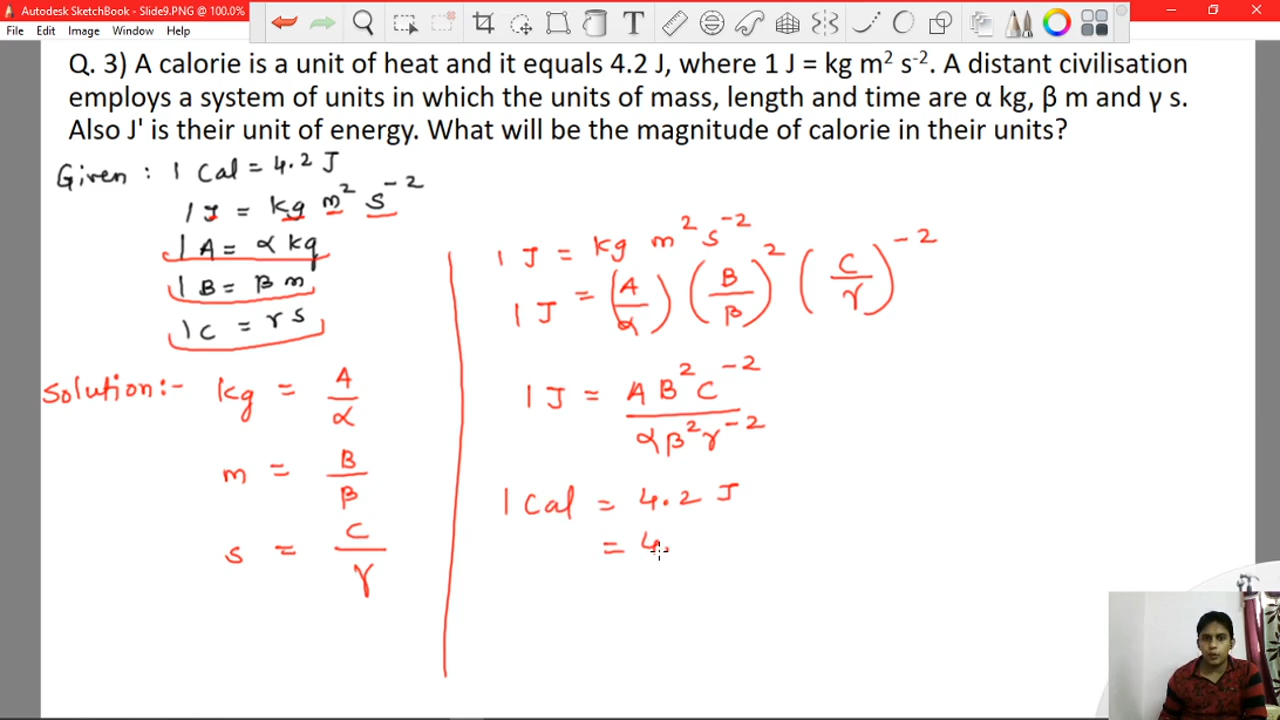 Autodesk SketchBook - Slide9.PNG @ 100.0%
File Edit Image Window Help
Q. 3) A calorie is a unit of heat and it equals 4.2 J, where 1 J = kg m² s⁻². A distant civilisation
employs a system of units in which the units of mass, length and time are α kg, β m and γ s.
Also J' is their unit of energy. What will be the magnitude of calorie in their units?
Given : 1 Cal = 4.2 J
1 J = kg m² s⁻²
1 A = α kg
1 B = β m
1 C = γ s
Solution:- kg = A/α
m = B/β
s = C/γ
1 J = kg m² s⁻²
1 J = (A/α) (B/β)² (C/γ)⁻²
1 J = AB²C⁻²/αβ²γ⁻²
1 Cal = 4.2 J
= 4.